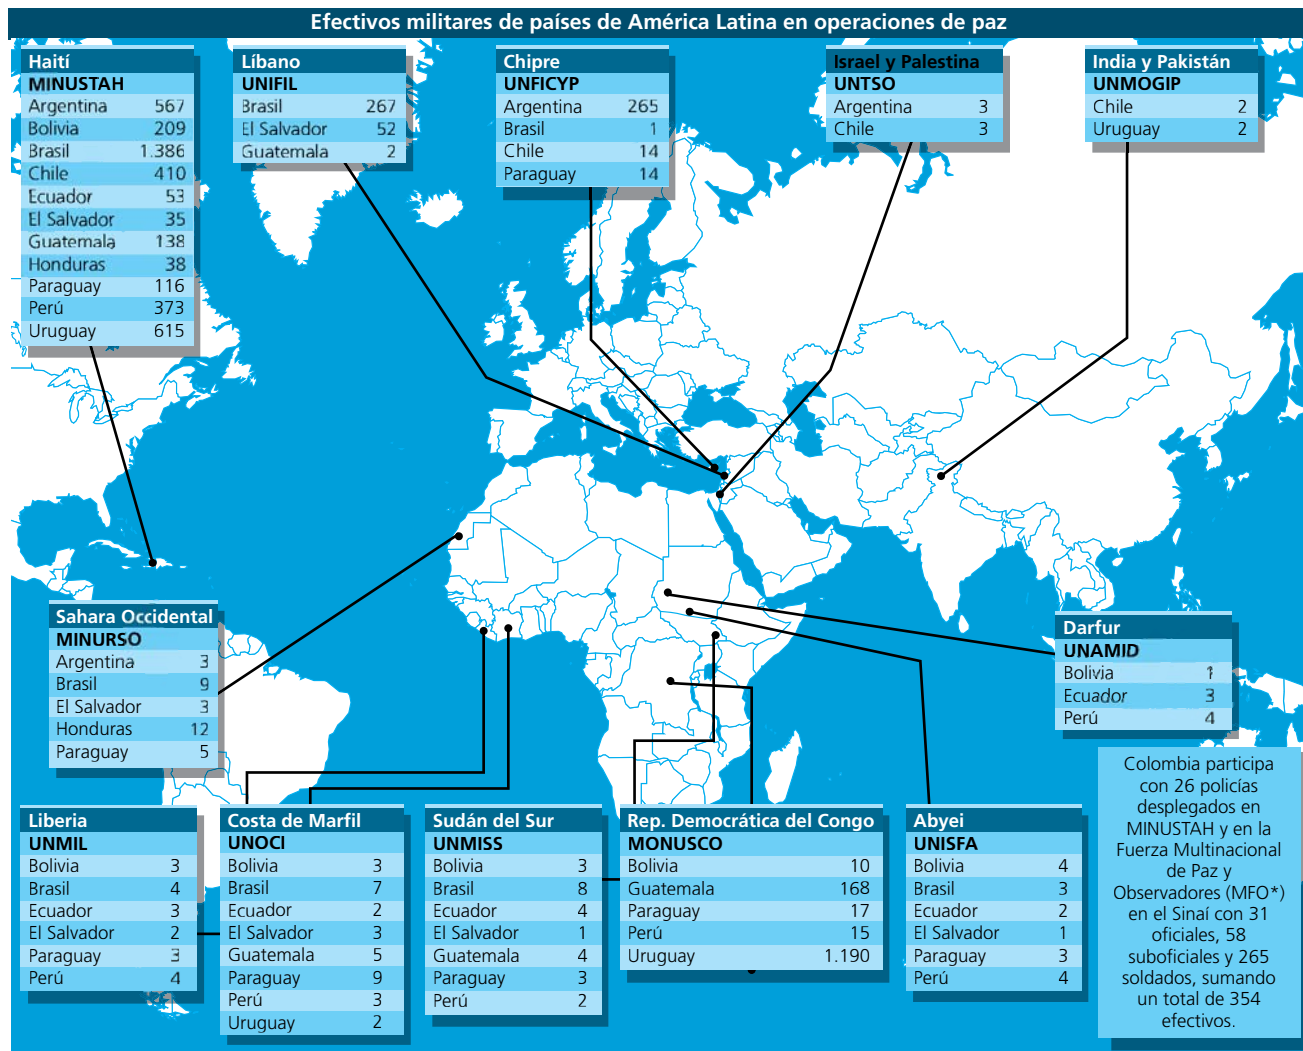 Efectivos militares de países de América Latina en operaciones de paz
Haití
MINUSTAH
Argentina 567
Bolivia 209
Brasil 1.386
Chile 410
Ecuador 53
El Salvador 35
Guatemala 138
Honduras 38
Paraguay 116
Perú 373
Uruguay 615
Líbano
UNIFIL
Brasil 267
El Salvador 52
Guatemala 2
Chipre
UNFICYP
Argentina 265
Brasil 1
Chile 14
Paraguay 14
Israel y Palestina
UNTSO
Argentina 3
Chile 3
India y Pakistán
UNMOGIP
Chile 2
Uruguay 2
Sahara Occidental
MINURSO
Argentina 3
Brasil 9
El Salvador 3
Honduras 12
Paraguay 5
Darfur
UNAMID
Bolivia 1
Ecuador 3
Perú 4
Liberia
UNMIL
Bolivia 3
Brasil 4
Ecuador 3
El Salvador 2
Paraguay 3
Perú 4
Costa de Marfil
UNOCI
Bolivia 3
Brasil 7
Ecuador 2
El Salvador 3
Guatemala 5
Paraguay 9
Perú 3
Uruguay 2
Sudán del Sur
UNMISS
Bolivia 3
Brasil 8
Ecuador 4
El Salvador 1
Guatemala 4
Paraguay 3
Perú 2
Rep. Democrática del Congo
MONUSCO
Bolivia 10
Guatemala 168
Paraguay 17
Perú 15
Uruguay 1.190
Abyei
UNISFA
Bolivia 4
Brasil 3
Ecuador 2
El Salvador 1
Paraguay 3
Perú 4
Colombia participa
con 26 policías
desplegados en
MINUSTAH y en la
Fuerza Multinacional
de Paz y
Observadores (MFO*)
en el Sinaí con 31
oficiales, 58
suboficiales y 265
soldados, sumando
un total de 354
efectivos.